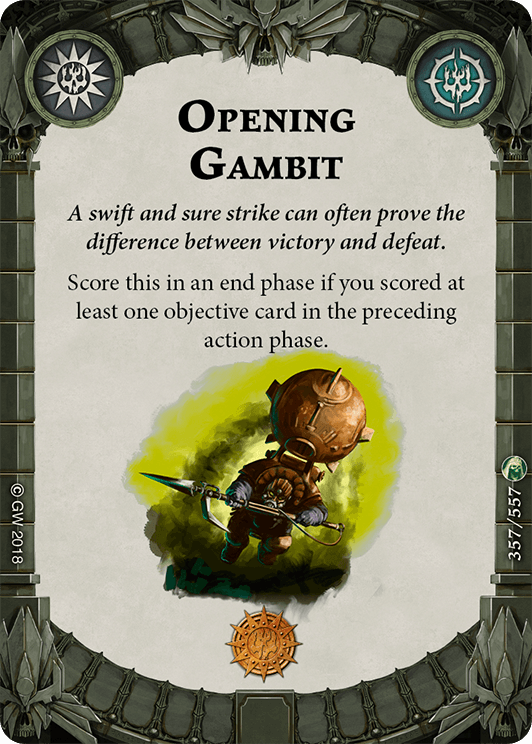 Opening
Gambit
A swift and sure strike can often prove the
difference between victory and defeat.
Score this in an end phase if you scored at
least one objective card in the preceding
action phase.
© GW 2018
357/557